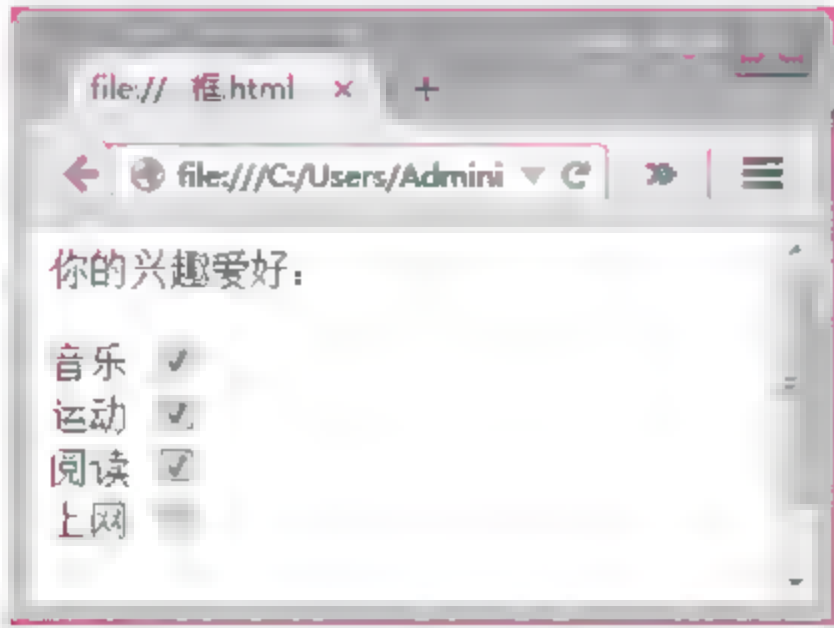 file:// 框.html × +
file:///C:/Users/Admini
你的兴趣爱好：
音乐
运动
阅读
上网